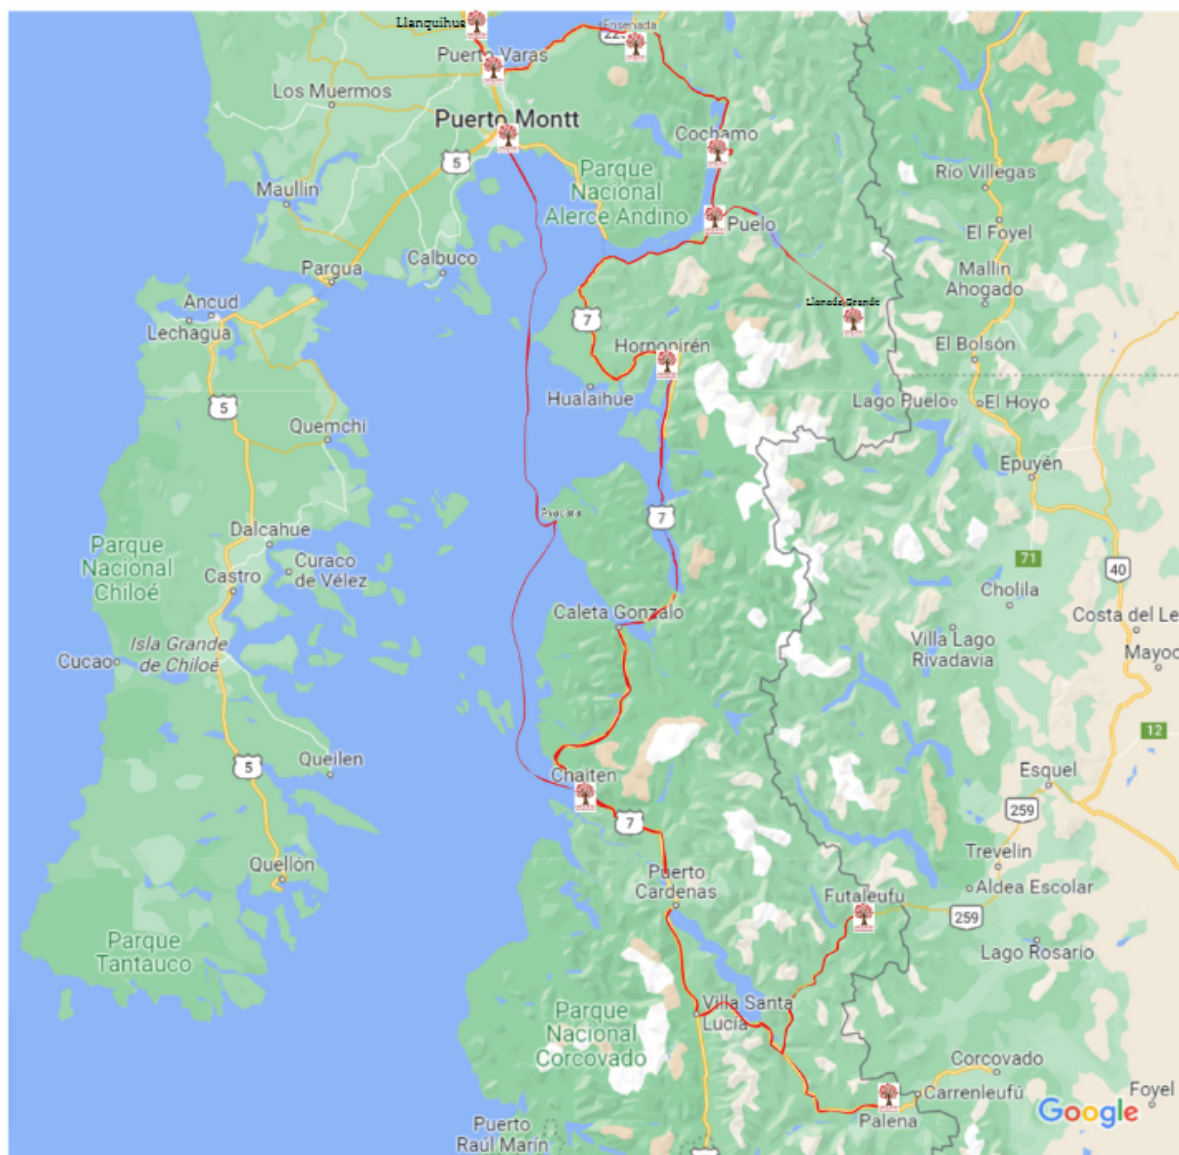 Llanquihue
Ensenada
225
Puerto Varas
Los Muermos
Puerto Montt
Cochamo
5
Río Villegas
Parque
Nacional
Alerce Andino
Maullin
Puelo
El Foyel
Calbuco
Pargua
Mallín
Ahogado
Ancud
Llanada Grande
Lechagua
7
Hornopirén
El Bolsón
Hualaihue
Lago Puelo
El Hoyo
5
Quemchi
Epuyén
Ayacara
7
Dalcahue
Parque
Nacional
Chiloé
Curaco
de Vélez
71
40
Castro
Cholila
Caleta Gonzalo
Costa del Le
Isla Grande
de Chiloé
Villa Lago
Rivadavia
Cucao
Mayoc
12
Queilen
5
Chaiten
Esquel
259
7
Trevelin
Quellón
Puerto
Cardenas
Futaleufu
Aldea Escolar
259
Parque
Tantauco
Lago Rosario
Villa Santa
Lucía
Parque
Nacional
Corcovado
Corcovado
Carrenleufú
Foyel
Google
Palena
Puerto
Raúl Marín